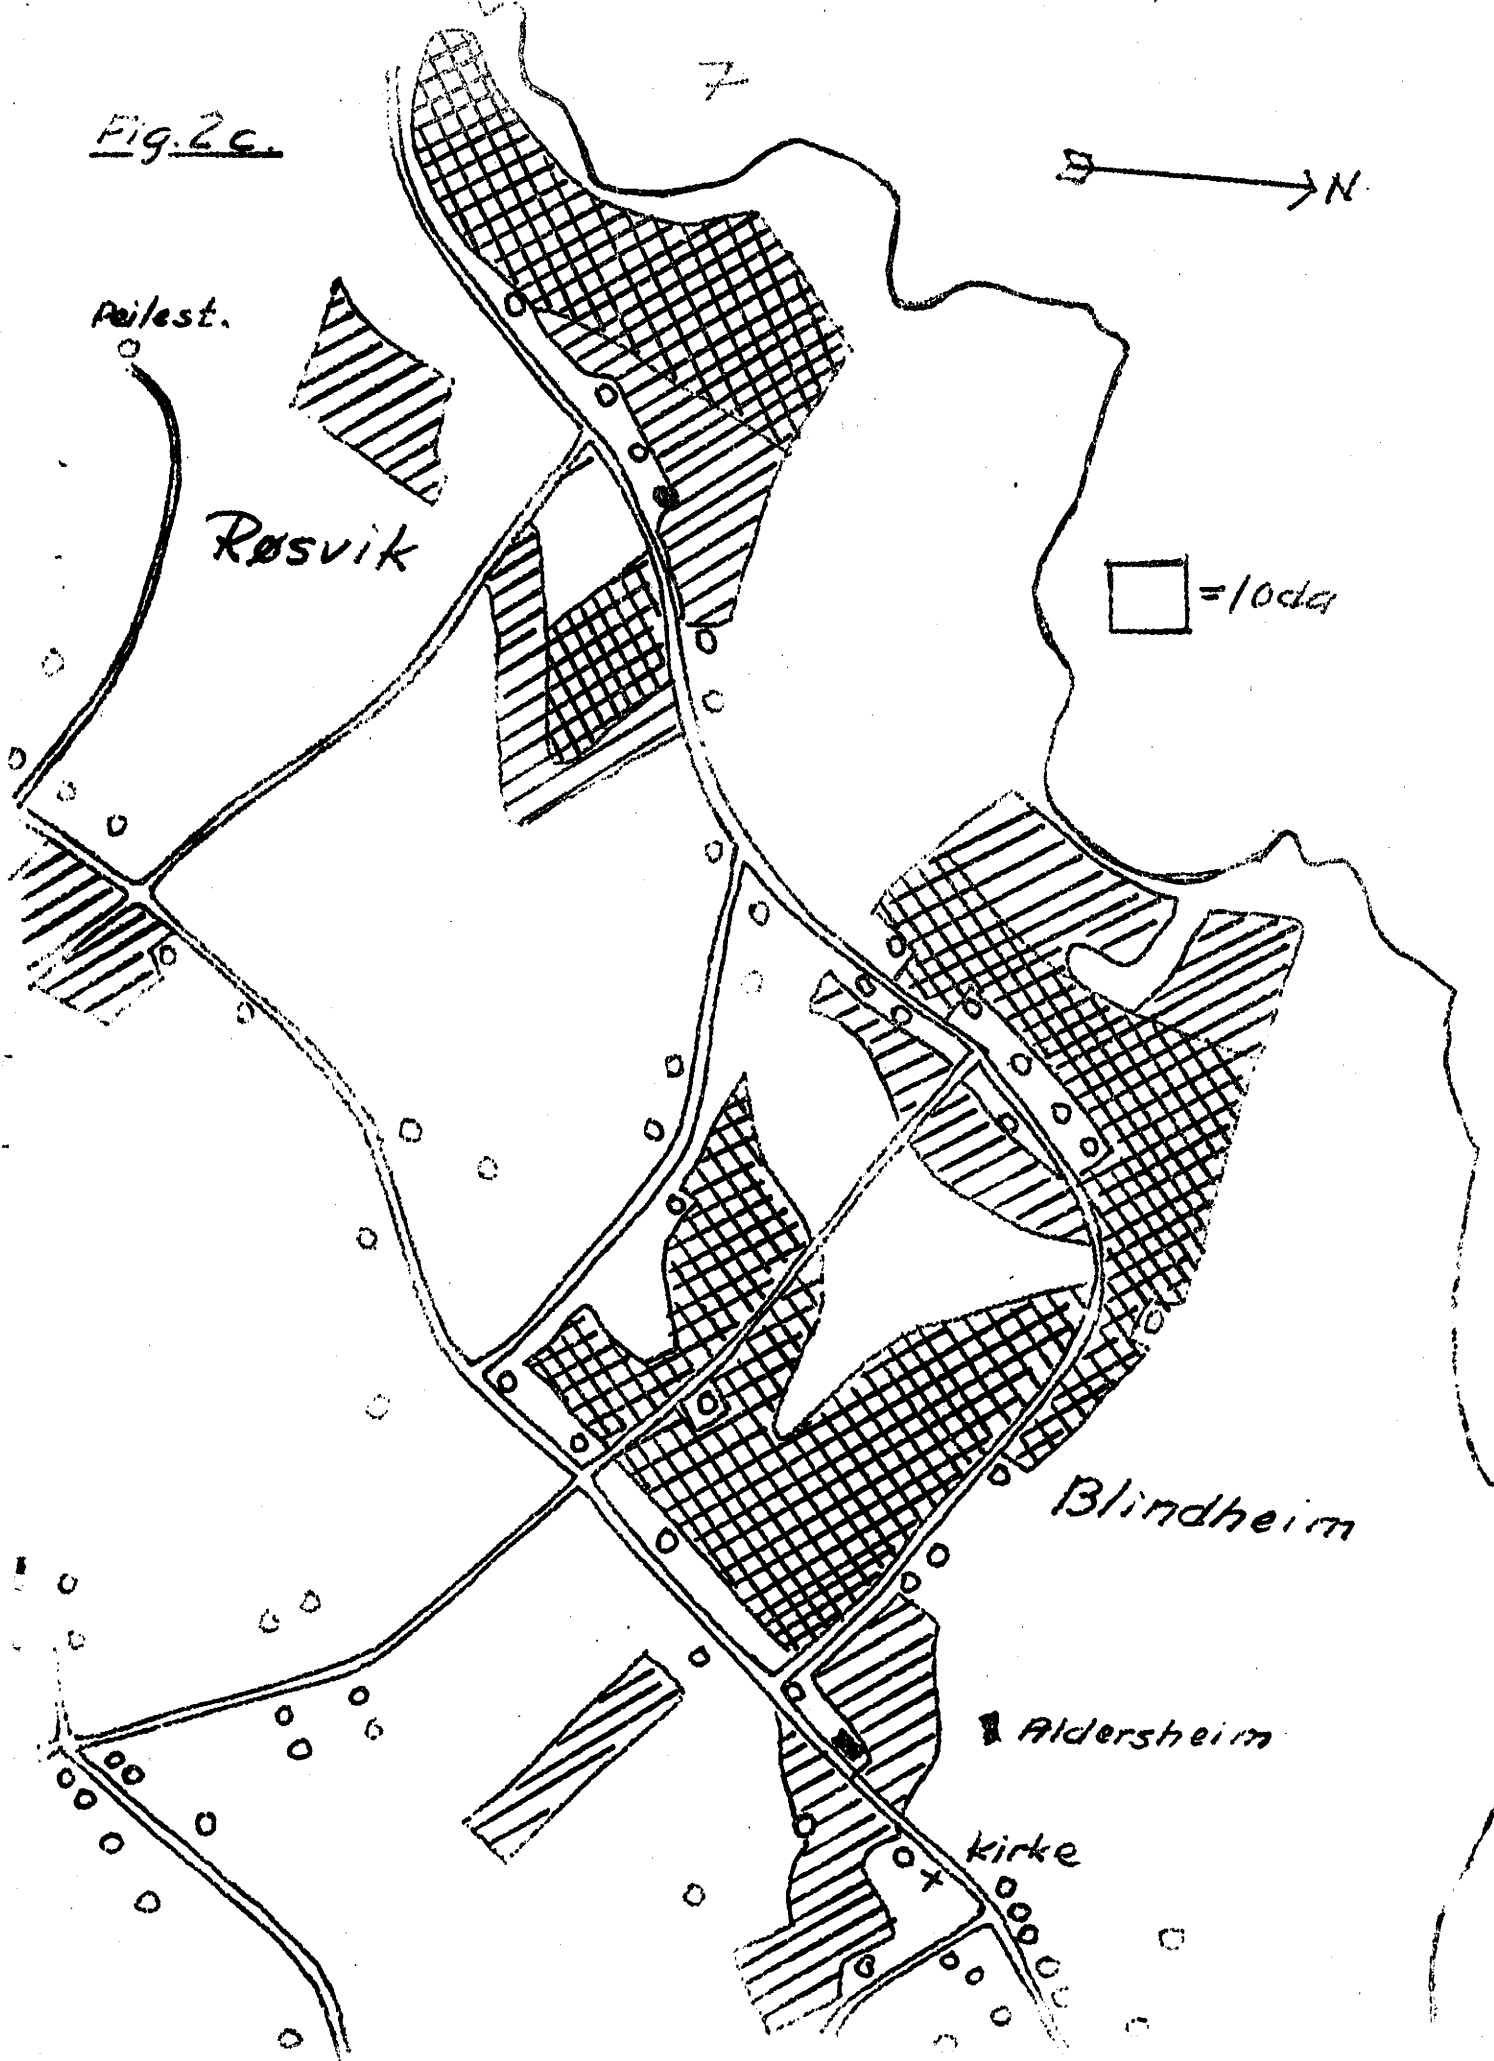 7
Fig. 2c.
N
Peilest.
Røsvik
=10da
Blindheim
Aldersheim
kirke